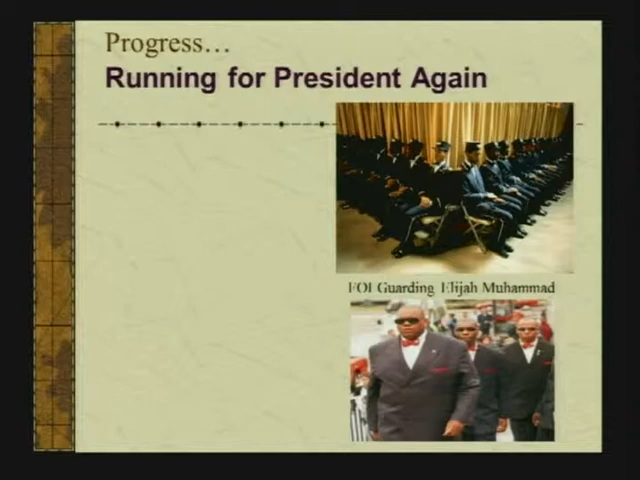 Progress…
Running for President Again
FOI Guarding Elijah Muhammad